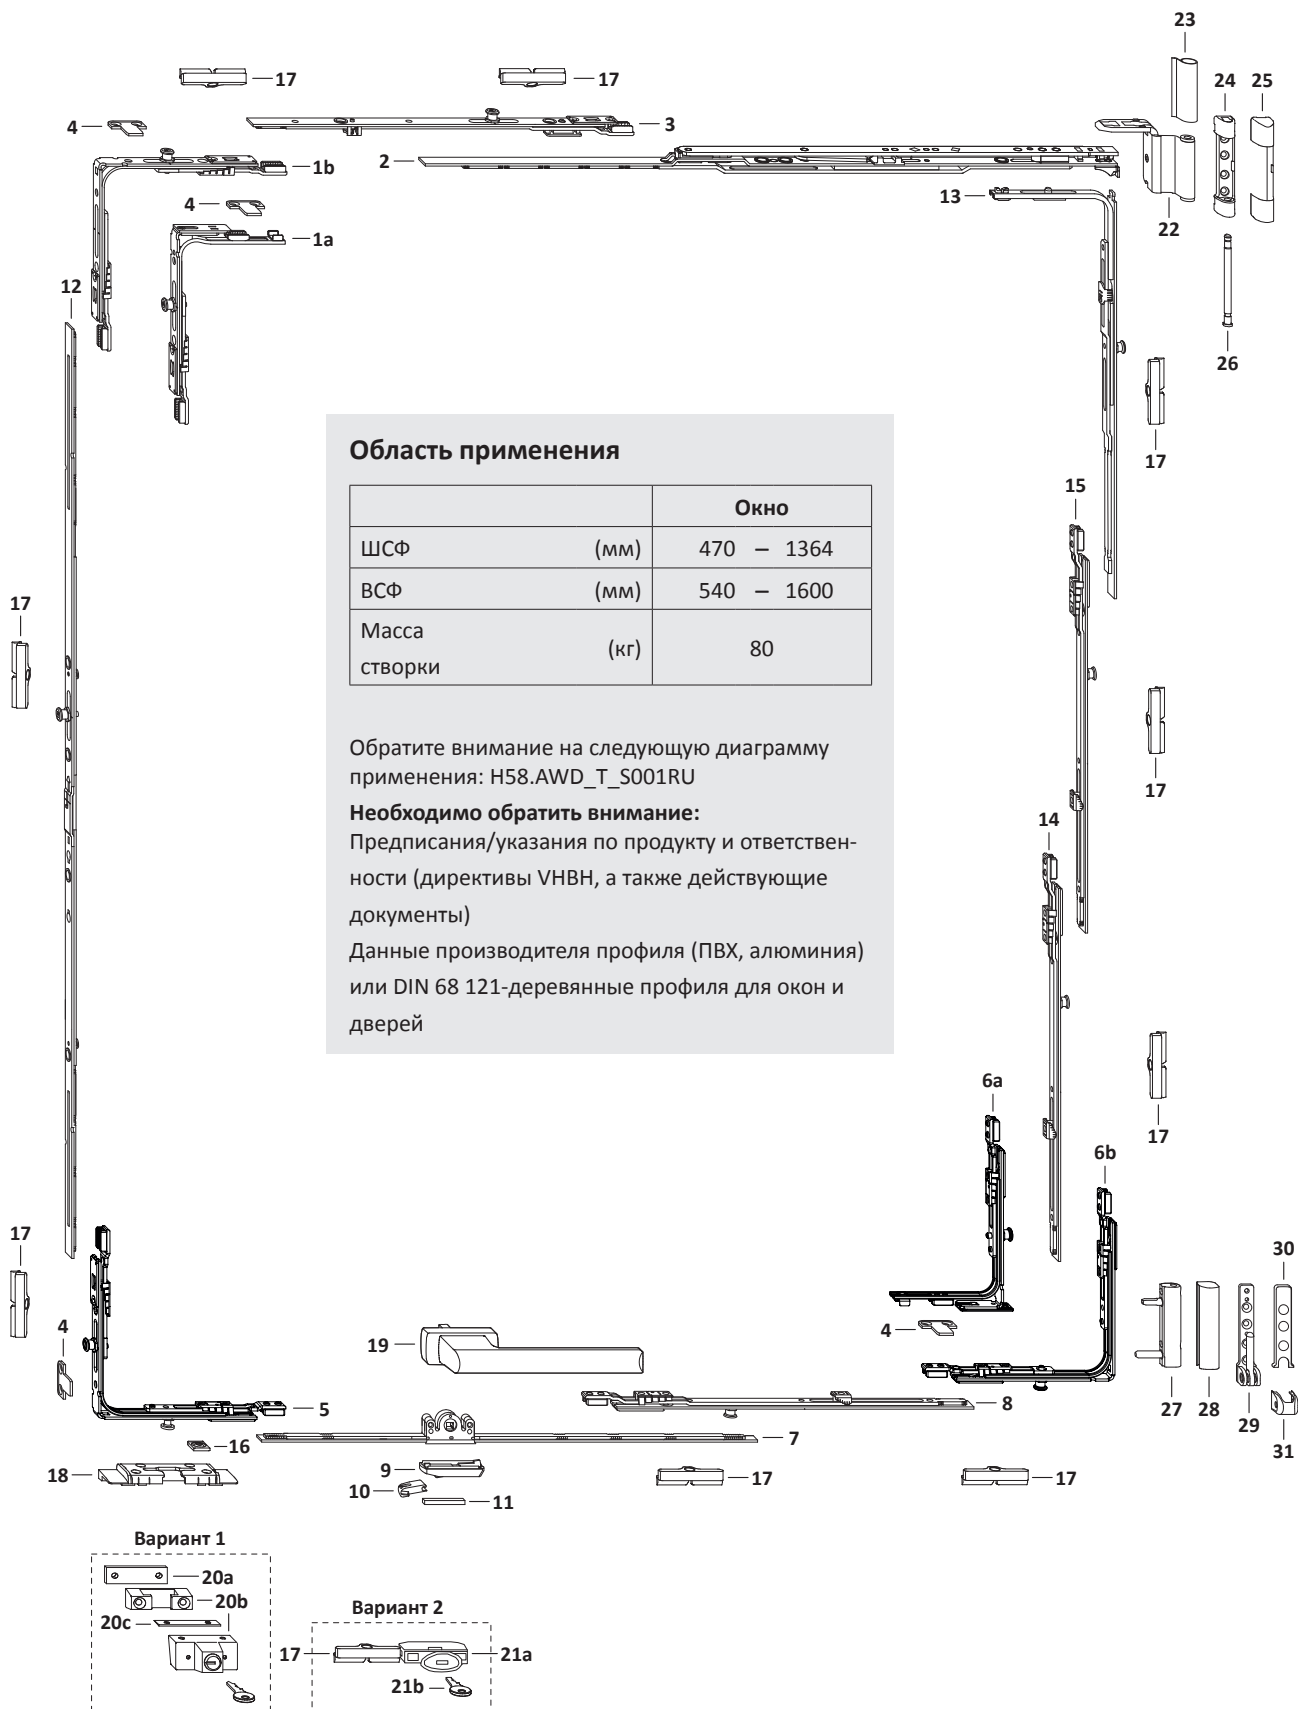 23
17
17
24
25
4
3
1b
2
4
13
22
1a
12
26
17
15
Область применения
Окно
ШСФ (мм) 470 – 1364
ВСФ (мм) 540 – 1600
Масса
створки (кг) 80
17
17
Обратите внимание на следующую диаграмму
применения: H58.AWD_T_S001RU
Необходимо обратить внимание:
Предписания/указания по продукту и ответствен-
ности (директивы VHBH, а также действующие
документы)
Данные производителя профиля (ПВХ, алюминия)
или DIN 68 121-деревянные профиля для окон и
дверей
14
6a
17
6b
17
30
4
19
4
5
8
27
28
29
31
7
16
18
9
17
17
10
11
Вариант 1
20a
20b
20c
Вариант 2
17
21a
21b